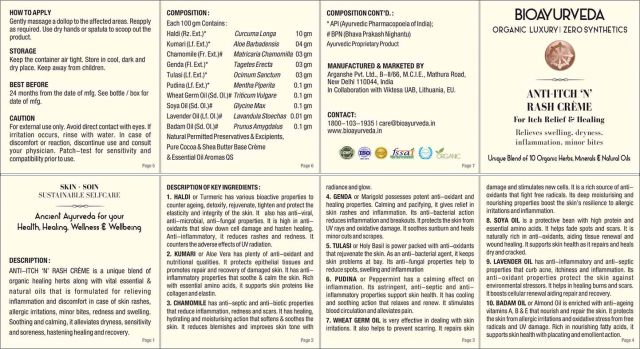 HOW TO APPLY
Gently massage a dollop to the affected areas. Reapply
as required. Use dry hands or spatula to scoop out the
product.
STORAGE
Keep the container air tight. Store in cool, dark and
dry place. Keep away from children.
BEST BEFORE
24 months from the date of mfg. See bottle / box for
date of mfg.
CAUTION
For external use only. Avoid direct contact with eyes. If
irritation occurs, rinse with water. In case of
discomfort or reaction, discontinue use and consult
your physician. Patch-test for sensitivity and
compatibility prior to use.
Page 5
COMPOSITION:
Each 100 gm Contains:
Haldi (Rz. Ext.)* Curcuma Longa 10 gm
Kumari (Lf. Ext.)* Aloe Barbadensis 04 gm
Chamomile (Fr. Ext.)# Matricaria Chamomile 03 gm
Genda (Fl. Ext.)* Tagetes Erecta 03 gm
Tulasi (Lf. Ext.)* Ocimum Sanctum 03 gm
Pudina (Lf. Ext.)* Mentha Piperita 0.1 gm
Wheat Germ Oil (Sd. Ol.)# Triticum Vulgare 0.1 gm
Soya Oil (Sd. Ol.)# Glycine Max 0.1 gm
Lavender Oil (Lf. Ol.)# Lavandula Stoechas 0.01 gm
Badam Oil (Sd. Ol.)# Prunus Amygdalus 0.1 gm
Natural Permitted Preservatives & Excipients,
Pure Cocoa & Shea Butter Base Crème
& Essential Oil Aromas QS
Page 6
COMPOSITION CONT'D. :
* API (Ayurvedic Pharmacopoeia of India);
# BPN (Bhava Prakash Nighantu)
Ayurvedic Proprietary Product
MANUFACTURED & MARKETED BY
Arganshe Pvt. Ltd., B-II/66, M.C.I.E., Mathura Road,
New Delhi 110044, India
In Collaboration with Viktesa UAB, Lithuania, EU.
CONTACT:
1800-103-1935 | care@bioayurveda.in
www.bioayurveda.in
fssai
ORGANIC
Page 7
BIOAYURVEDA
ORGANIC LUXURY | ZERO SYNTHETICS
ANTI-ITCH 'N'
RASH CRÈME
For Itch Relief & Healing
Relieves swelling, dryness,
inflammation, minor bites
Unique Blend of 10 Organic Herbs, Minerals & Natural Oils
SKIN + SOIN
SUSTAINABLE SELFCARE
Ancient Ayurveda for your
Health, Healing, Wellness & Wellbeing
DESCRIPTION:
ANTI-ITCH 'N' RASH CRÈME is a unique blend of
organic healing herbs along with vital essential &
natural oils that is formulated for relieving
inflammation and discomfort in case of skin rashes,
allergic irritations, minor bites, redness and swelling.
Soothing and calming, it alleviates dryness, sensitivity
and soreness, hastening healing and recovery.
Page 1
DESCRIPTION OF KEY INGREDIENTS :
1. HALDI or Turmeric has various bioactive properties to
counter ageing, detoxify, rejuvenate, tighten and protect the
elasticity and integrity of the skin. It also has anti-viral,
anti-microbial, anti-fungal properties. It is high in anti-
oxidants that slow down cell damage and hasten healing.
Anti-inflammatory, it reduces rashes and redness. It
counters the adverse effects of UV radiation.
2. KUMARI or Aloe Vera has plenty of anti-oxidant and
nutritional qualities. It protects epidermal tissues and
promotes repair and recovery of damaged skin. It has anti-
inflammatory properties that soothe & calm the skin. Rich
with essential amino acids, it supports skin proteins like
collagen and elastin.
3. CHAMOMILE has anti-septic and anti-biotic properties
that reduce inflammation, redness and scars. It has healing,
hydrating and moisturising action that softens & soothes the
skin. It reduces blemishes and improves skin tone with
Page 2
radiance and glow.
4. GENDA or Marigold possesses potent anti-oxidant and
healing properties. Calming and pacifying, it gives relief in
skin rashes and inflammation. Its anti-bacterial action
reduces inflammation and breakouts. It protects the skin from
UV rays and oxidative damage. It soothes sunburn and heals
minor cuts and scrapes.
5. TULASI or Holy Basil is power packed with anti-oxidants
that rejuvenate the skin. As an anti-bacterial agent, it keeps
skin problems at bay. Its anti-fungal properties help to
reduce spots, swelling and inflammation
6. PUDINA or Peppermint has a calming effect on
inflammation. Its astringent, anti-septic and anti-
inflammatory properties support skin health. It has cooling
and soothing action that relaxes and renew. It stimulates
blood circulation and alleviates pain.
7. WHEAT GERM OIL is very effective in dealing with skin
irritations. It also helps to prevent scarring. It repairs skin
Page 3
damage and stimulates new cells. It is a rich source of anti-
oxidants that fight free radicals. Its deep moisturising and
nourishing properties boost the skin's resilience to allergic
irritations and inflammation.
8. SOYA OIL is a protective bean with high protein and
essential amino acids. It helps fade spots and scars. It is
naturally rich in anti-oxidants, aiding tissue renewal and
wound healing. It supports skin health as it repairs and heals
dry and cracked.
9. LAVENDER OIL has anti-inflammatory and anti-septic
properties that curb acne, itchiness and inflammation. Its
anti-oxidant properties protect the skin against
environmental stressors. It helps in healing burns and scars.
It boosts cellular renewal aiding repair and recovery.
10. BADAM OIL or Almond Oil is enriched with anti-ageing
vitamins A, B & E that nourish and repair the skin. It protects
the skin from allergic irritations and oxidative stress from free
radicals and UV damage. Rich in nourishing fatty acids, it
supports skin health with placating and emollient action.
Page 4